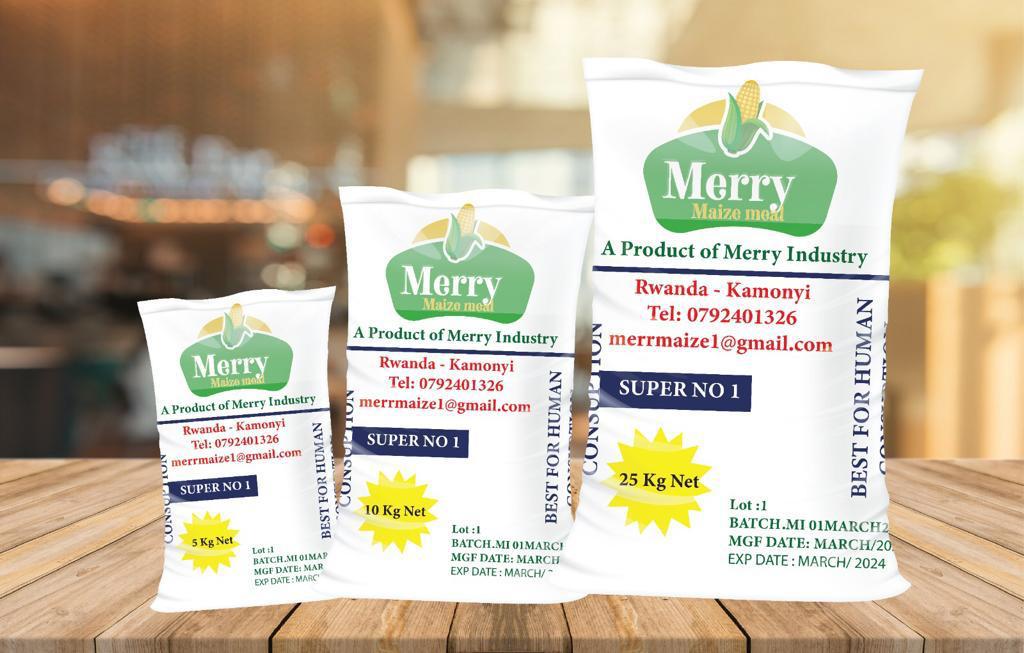 Merry
Maize meal
A Product of Merry Industry
Rwanda - Kamonyi
Tel: 0792401326
merrmaize1@gmail.com
SUPER NO 1
5 Kg Net
Lot :1
BATCH.MI 01MAR
MGF DATE: MAR
EXP DATE : MARC
BEST FOR HUMAN
Merry
Maize meal
A Product of Merry Industry
Rwanda - Kamonyi
Tel: 0792401326
merrmaize1@gmail.com
SUPER NO 1
10 Kg Net
Lot :1
BATCH.MI 01MARCH
MGF DATE: MARCH
EXP DATE : MARCH/
BEST FOR HUMAN
Merry
Maize meal
A Product of Merry Industry
Rwanda - Kamonyi
Tel: 0792401326
merrmaize1@gmail.com
SUPER NO 1
25 Kg Net
Lot :1
BATCH.MI 01MARCH2
MGF DATE: MARCH/20
EXP DATE : MARCH/ 2024
CONSUPTION
BEST FOR HUMAN